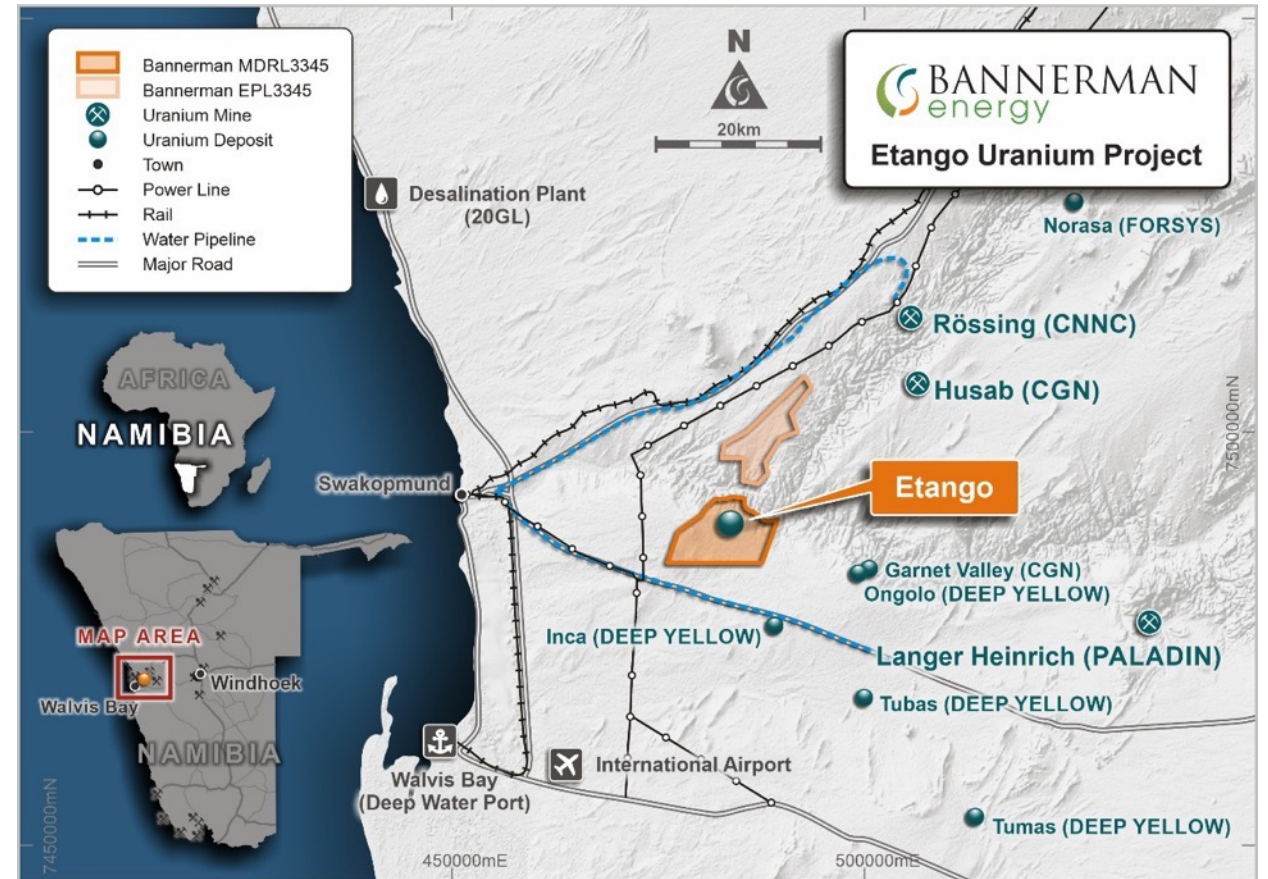 Bannerman MDRL3345
Bannerman EPL3345
Uranium Mine
Uranium Deposit
Town
Power Line
Rail
Water Pipeline
Major Road
N
20km
BANNERMAN
energy
Etango Uranium Project
Desalination Plant
(20GL)
Norasa (FORSYS)
Rössing (CNNC)
Husab (CGN)
7500000mN
AFRICA
NAMIBIA
Swakopmund
Etango
Garnet Valley (CGN)
Ongolo (DEEP YELLOW)
Inca (DEEP YELLOW)
Langer Heinrich (PALADIN)
Tubas (DEEP YELLOW)
MAP AREA
Windhoek
Walvis Bay
NAMIBIA
International Airport
Walvis Bay
(Deep Water Port)
Tumas (DEEP YELLOW)
7450000mN
450000mE
500000mE